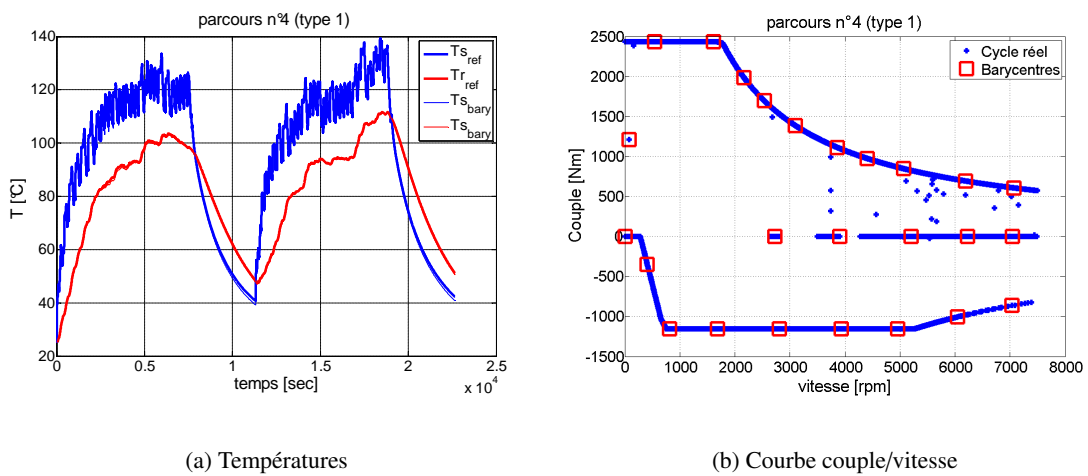 parcours n°4 (type 1)
140
120
100
80
60
40
20
T [°C]
Ts_ref
Tr_ref
Ts_bary
Ts_bary
0 0.5 1 1.5 2 2.5
x 10^4
temps [sec]
(a) Températures
parcours n°4 (type 1)
2500
2000
1500
1000
500
0
-500
-1000
-1500
Couple [Nm]
Cycle réel
Barycentres
0 1000 2000 3000 4000 5000 6000 7000 8000
vitesse [rpm]
(b) Courbe couple/vitesse